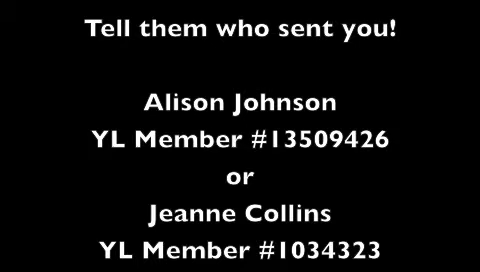 Tell them who sent you!
Alison Johnson
YL Member #13509426
or
Jeanne Collins
YL Member #1034323